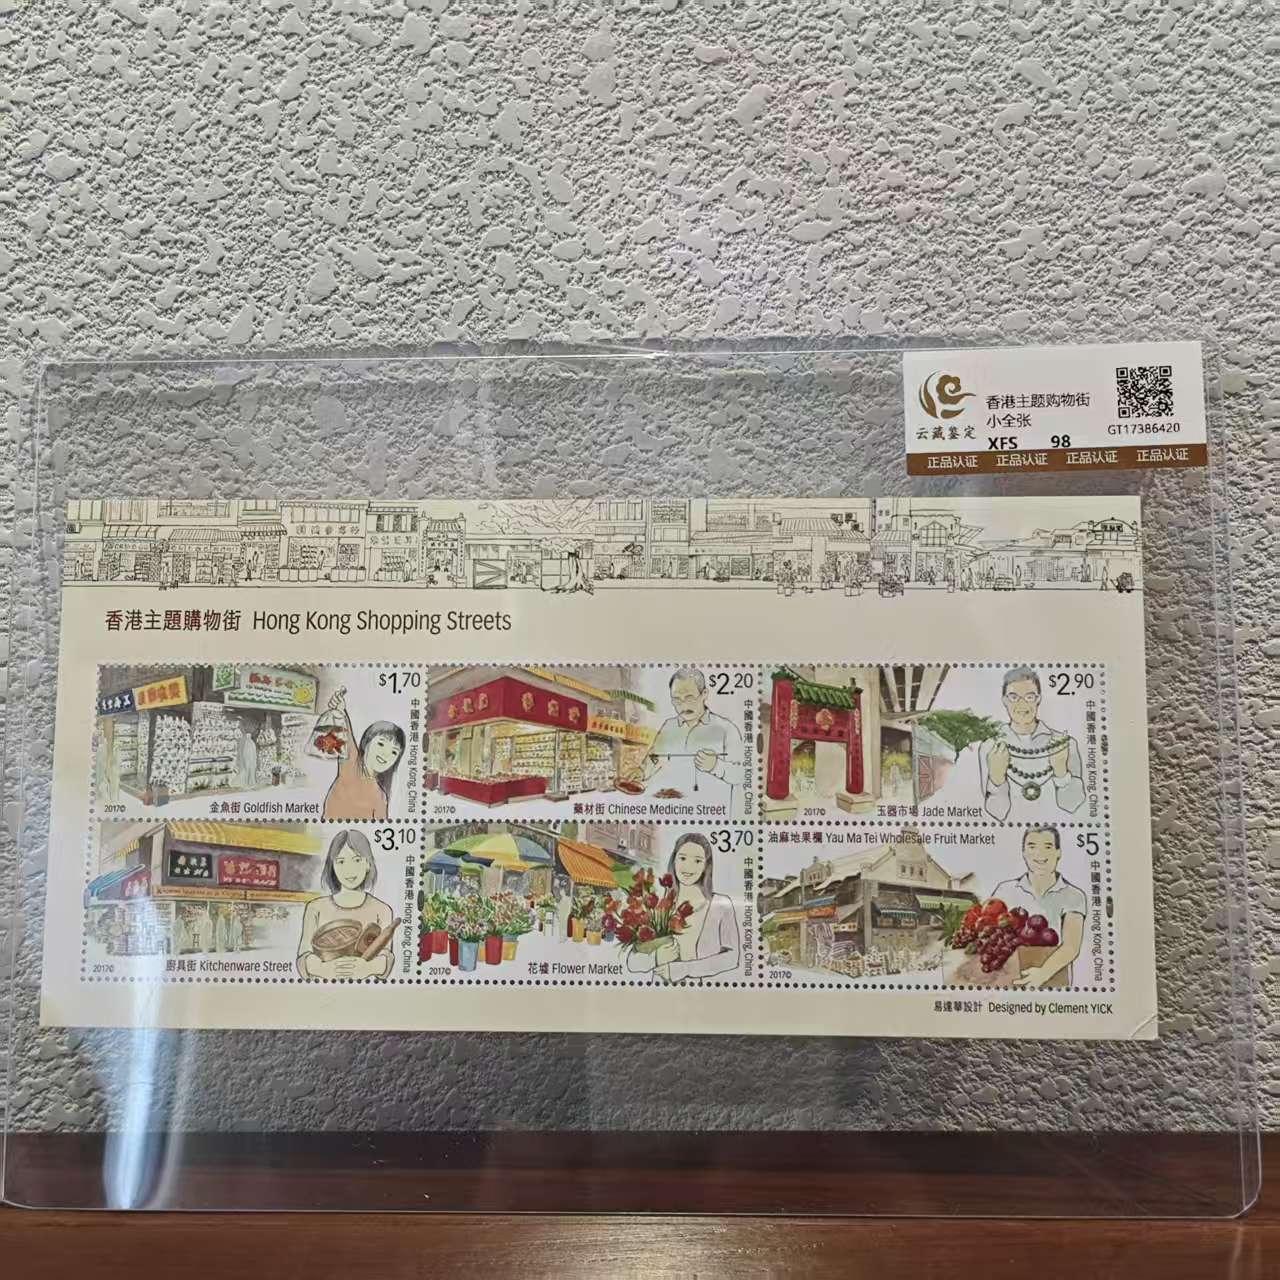 香港主题购物街
小全张
云藏鉴定
XFS 98
GT17386420
正品认证 正品认证 正品认证 正品认证
香港主題購物街 Hong Kong Shopping Streets
$1.70
中國香港 Hong Kong, China
2017©
金魚街 Goldfish Market
$2.20
中國香港 Hong Kong, China
2017©
藥材街 Chinese Medicine Street
$2.90
中國香港 Hong Kong, China
2017©
玉器市場 Jade Market
$3.10
中國香港 Hong Kong, China
2017©
廚具街 Kitchenware Street
$3.70
中國香港 Hong Kong, China
2017©
花墟 Flower Market
油麻地果欄 Yau Ma Tei Wholesale Fruit Market
$5
中國香港 Hong Kong, China
2017©
易達華設計 Designed by Clement YICK